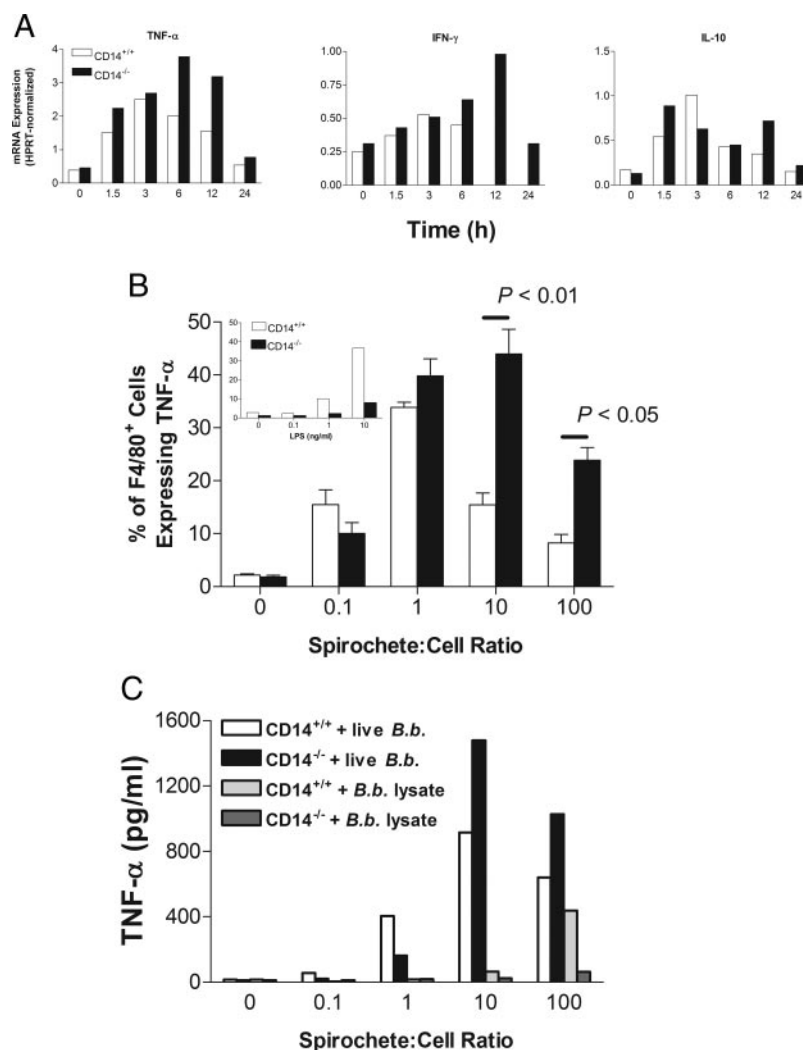 A
TNF-α
IFN-γ
IL-10
mRNA Expression
(HPRT-normalized)
4
3
2
1
0
CD14+/+
CD14-/-
0 1.5 3 6 12 24
1.00
0.75
0.50
0.25
0.00
0 1.5 3 6 12 24
1.5
1.0
0.5
0.0
0 1.5 3 6 12 24
Time (h)
B
% of F4/80+ Cells
Expressing TNF-α
50
40
30
20
10
0
50
40
30
20
10
0
CD14+/+
CD14-/-
0 0.1 1 10
LPS (ng/ml)
P < 0.01
P < 0.05
0 0.1 1 10 100
Spirochete:Cell Ratio
C
TNF-α (pg/ml)
1600
1200
800
400
0
CD14+/+ + live B.b.
CD14-/- + live B.b.
CD14+/+ + B.b. lysate
CD14-/- + B.b. lysate
0 0.1 1 10 100
Spirochete:Cell Ratio